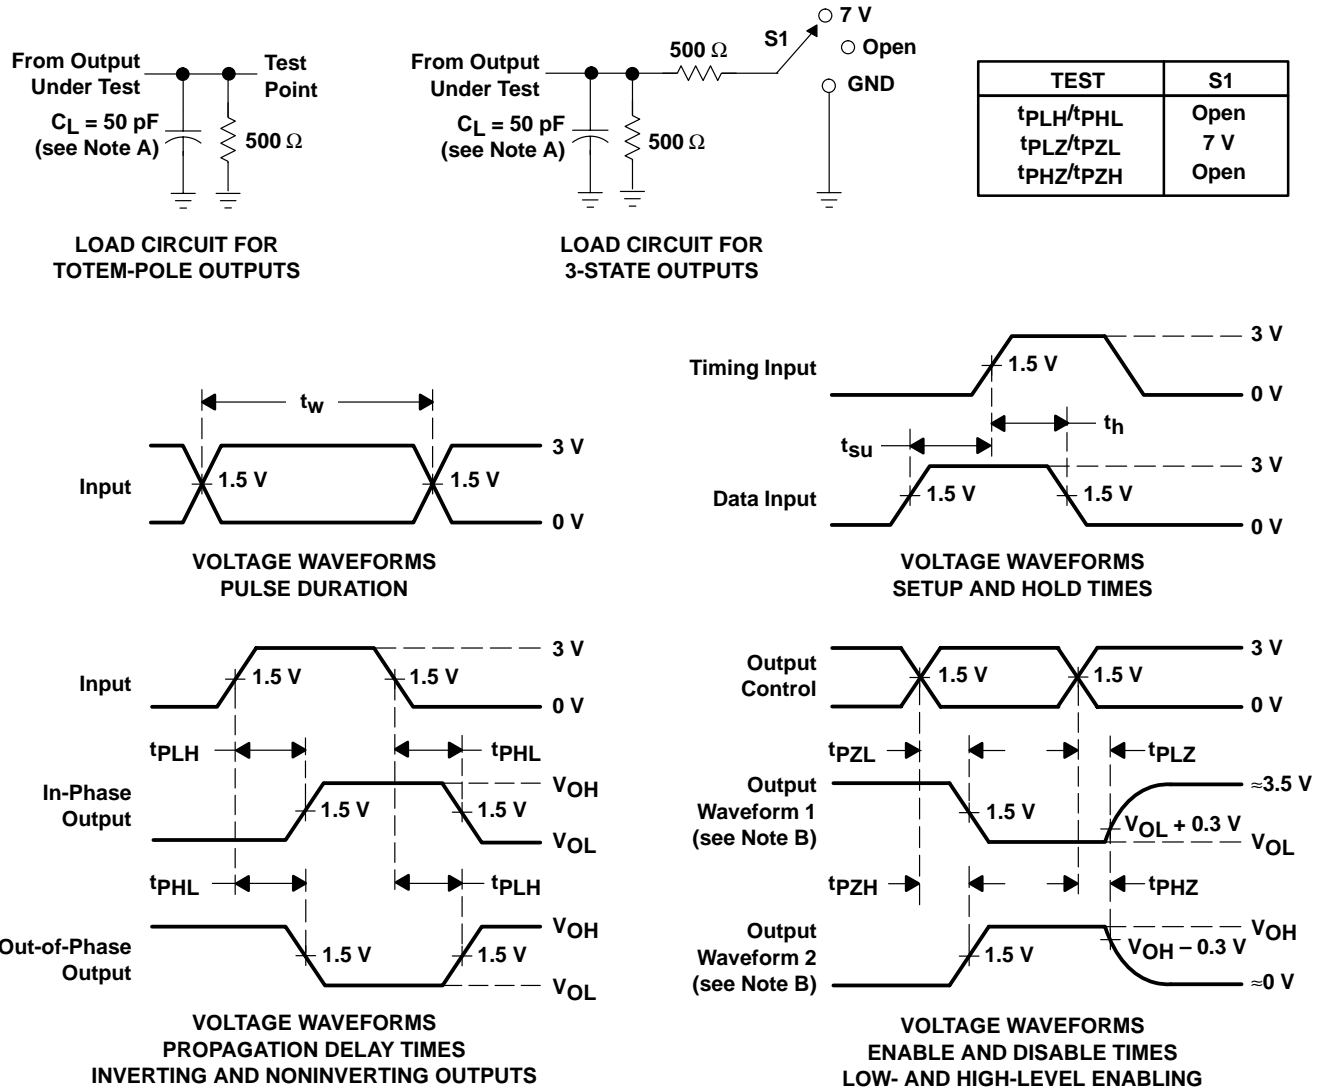 From Output
Under Test
Test
Point
CL = 50 pF
(see Note A)
500 Ω
LOAD CIRCUIT FOR
TOTEM-POLE OUTPUTS
From Output
Under Test
500 Ω
S1
7 V
Open
GND
CL = 50 pF
(see Note A)
500 Ω
LOAD CIRCUIT FOR
3-STATE OUTPUTS
TEST S1
tPLH/tPHL Open
tPLZ/tPZL 7 V
tPHZ/tPZH Open
tw
Input
1.5 V
1.5 V
3 V
0 V
VOLTAGE WAVEFORMS
PULSE DURATION
Timing Input
1.5 V
3 V
0 V
tsu
th
Data Input
1.5 V
1.5 V
3 V
0 V
VOLTAGE WAVEFORMS
SETUP AND HOLD TIMES
Input
1.5 V
1.5 V
3 V
0 V
tPLH
tPHL
In-Phase
Output
1.5 V
1.5 V
VOH
VOL
tPHL
tPLH
Out-of-Phase
Output
1.5 V
1.5 V
VOH
VOL
VOLTAGE WAVEFORMS
PROPAGATION DELAY TIMES
INVERTING AND NONINVERTING OUTPUTS
Output
Control
1.5 V
1.5 V
3 V
0 V
tPZL
tPLZ
Output
Waveform 1
(see Note B)
1.5 V
≈3.5 V
VOL + 0.3 V
VOL
tPZH
tPHZ
Output
Waveform 2
(see Note B)
1.5 V
VOH
VOH – 0.3 V
≈0 V
VOLTAGE WAVEFORMS
ENABLE AND DISABLE TIMES
LOW- AND HIGH-LEVEL ENABLING